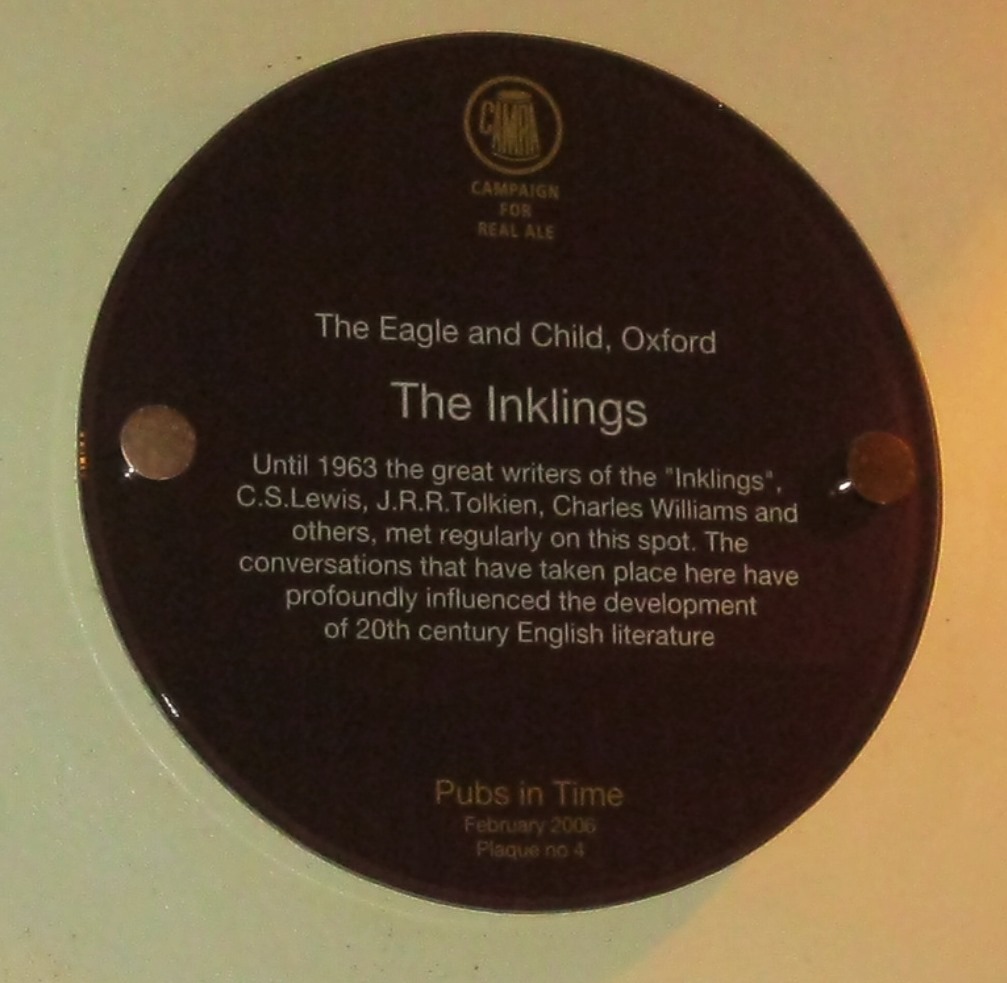 CAMRA
CAMPAIGN
FOR
REAL ALE
The Eagle and Child, Oxford
The Inklings
Until 1963 the great writers of the "Inklings",
C.S.Lewis, J.R.R.Tolkien, Charles Williams and
others, met regularly on this spot. The
conversations that have taken place here have
profoundly influenced the development
of 20th century English literature
Pubs in Time
February 2006
Plaque no 4